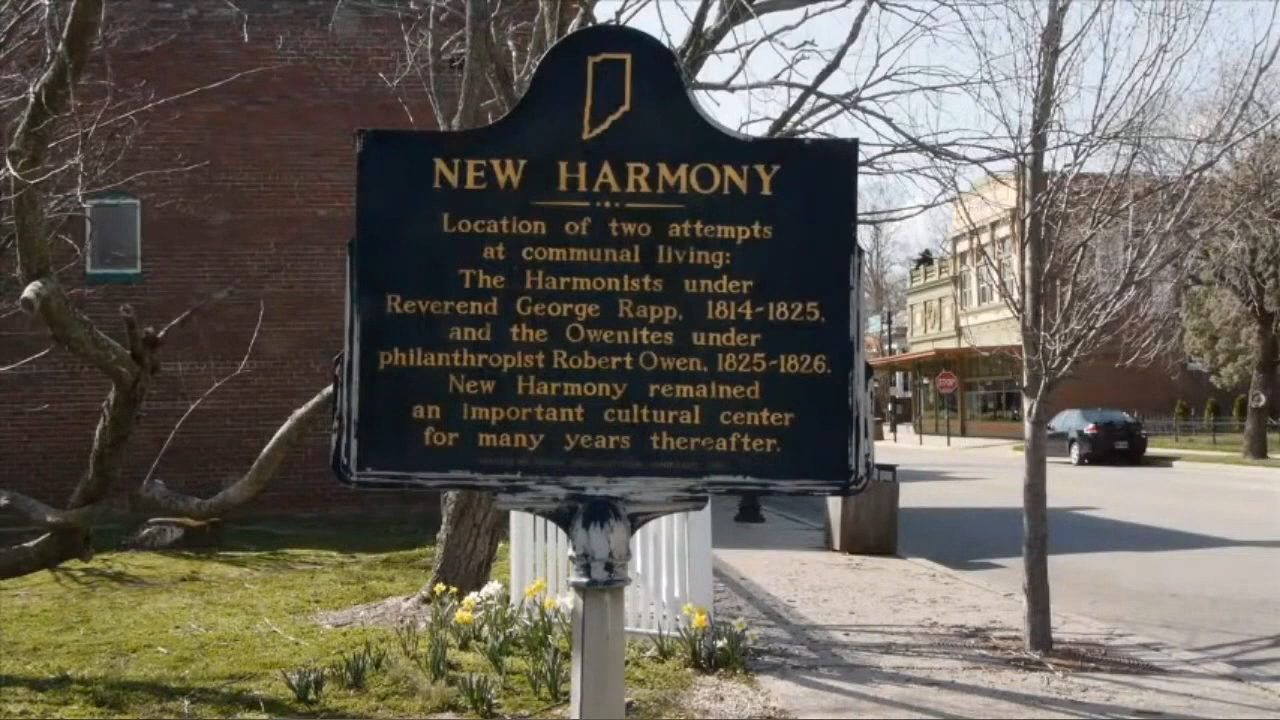 NEW HARMONY
Location of two attempts
at communal living:
The Harmonists under
Reverend George Rapp, 1814-1825,
and the Owenites under
philanthropist Robert Owen, 1825-1826.
New Harmony remained
an important cultural center
for many years thereafter.
STOP